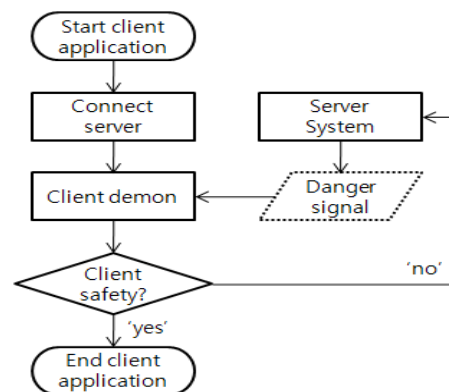 Start client
application
Connect
server
Server
System
Client demon
Danger
signal
Client
safety?
'no'
'yes'
End client
application